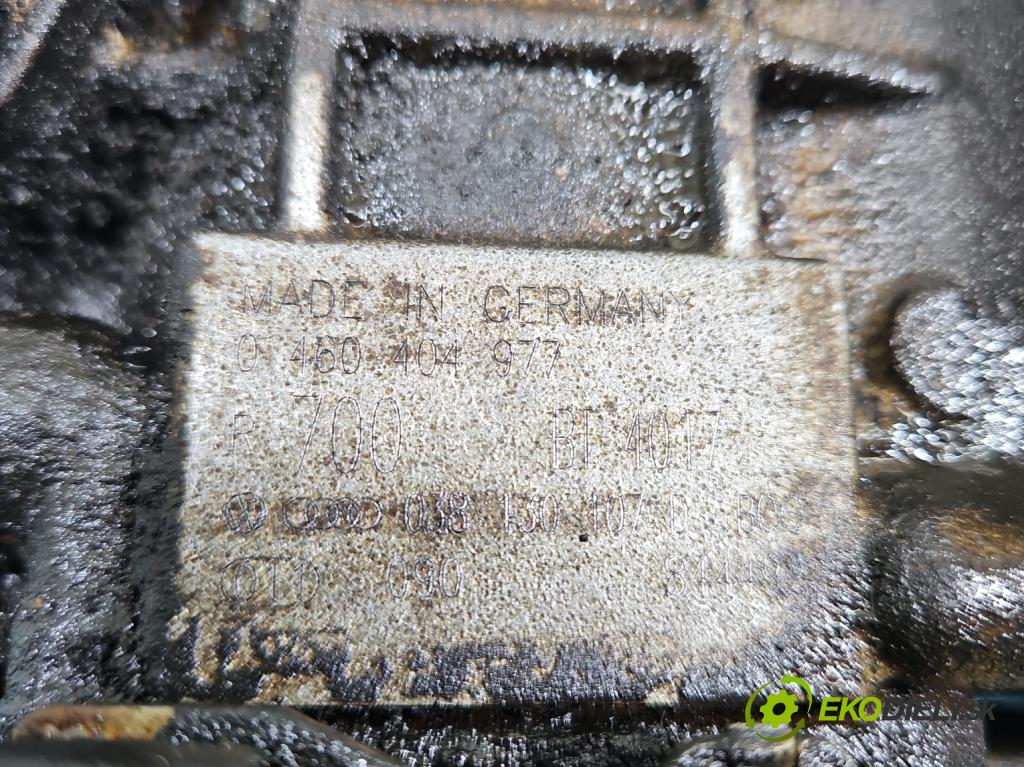 MADE IN GERMANY
0 460 404 977
R 700 BT 4017
038 130 107 D
090
EKODIELY.sk